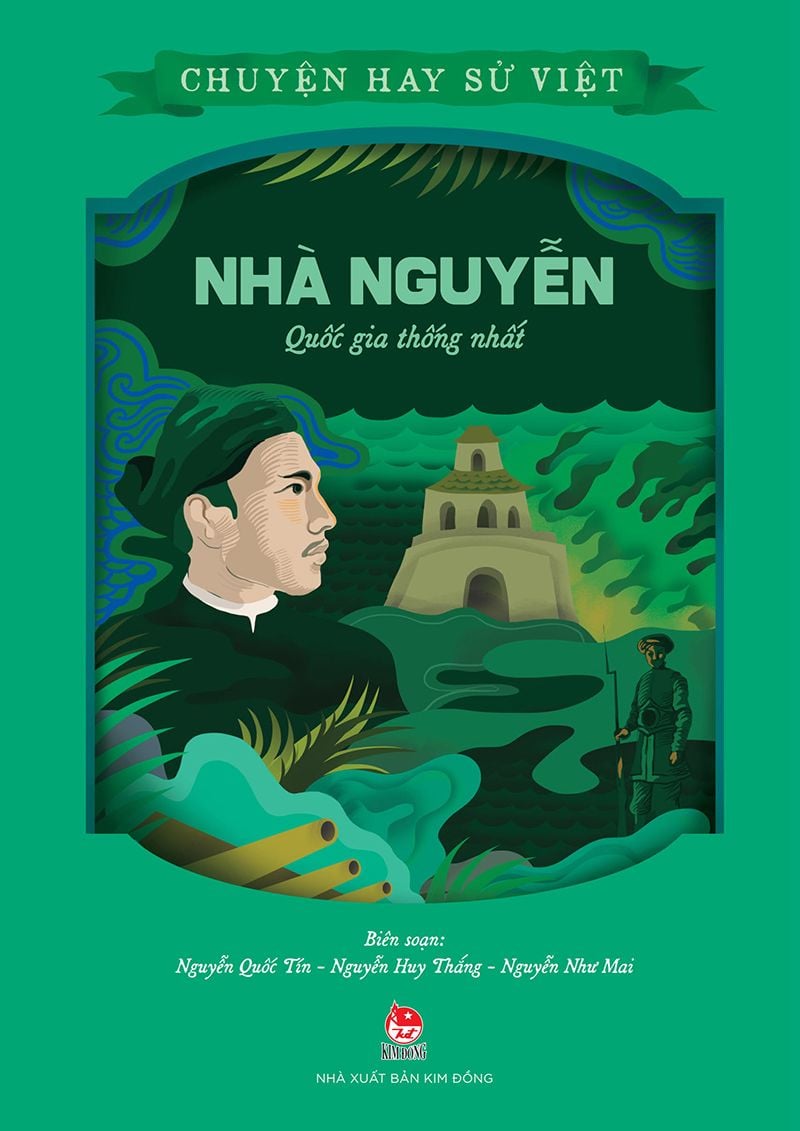 CHUYỆN HAY SỬ VIỆT
NHÀ NGUYỄN
Quốc gia thống nhất
Biên soạn:
Nguyễn Quốc Tín - Nguyễn Huy Thắng - Nguyễn Như Mai
kđ
KIM ĐỒNG
NHÀ XUẤT BẢN KIM ĐỒNG